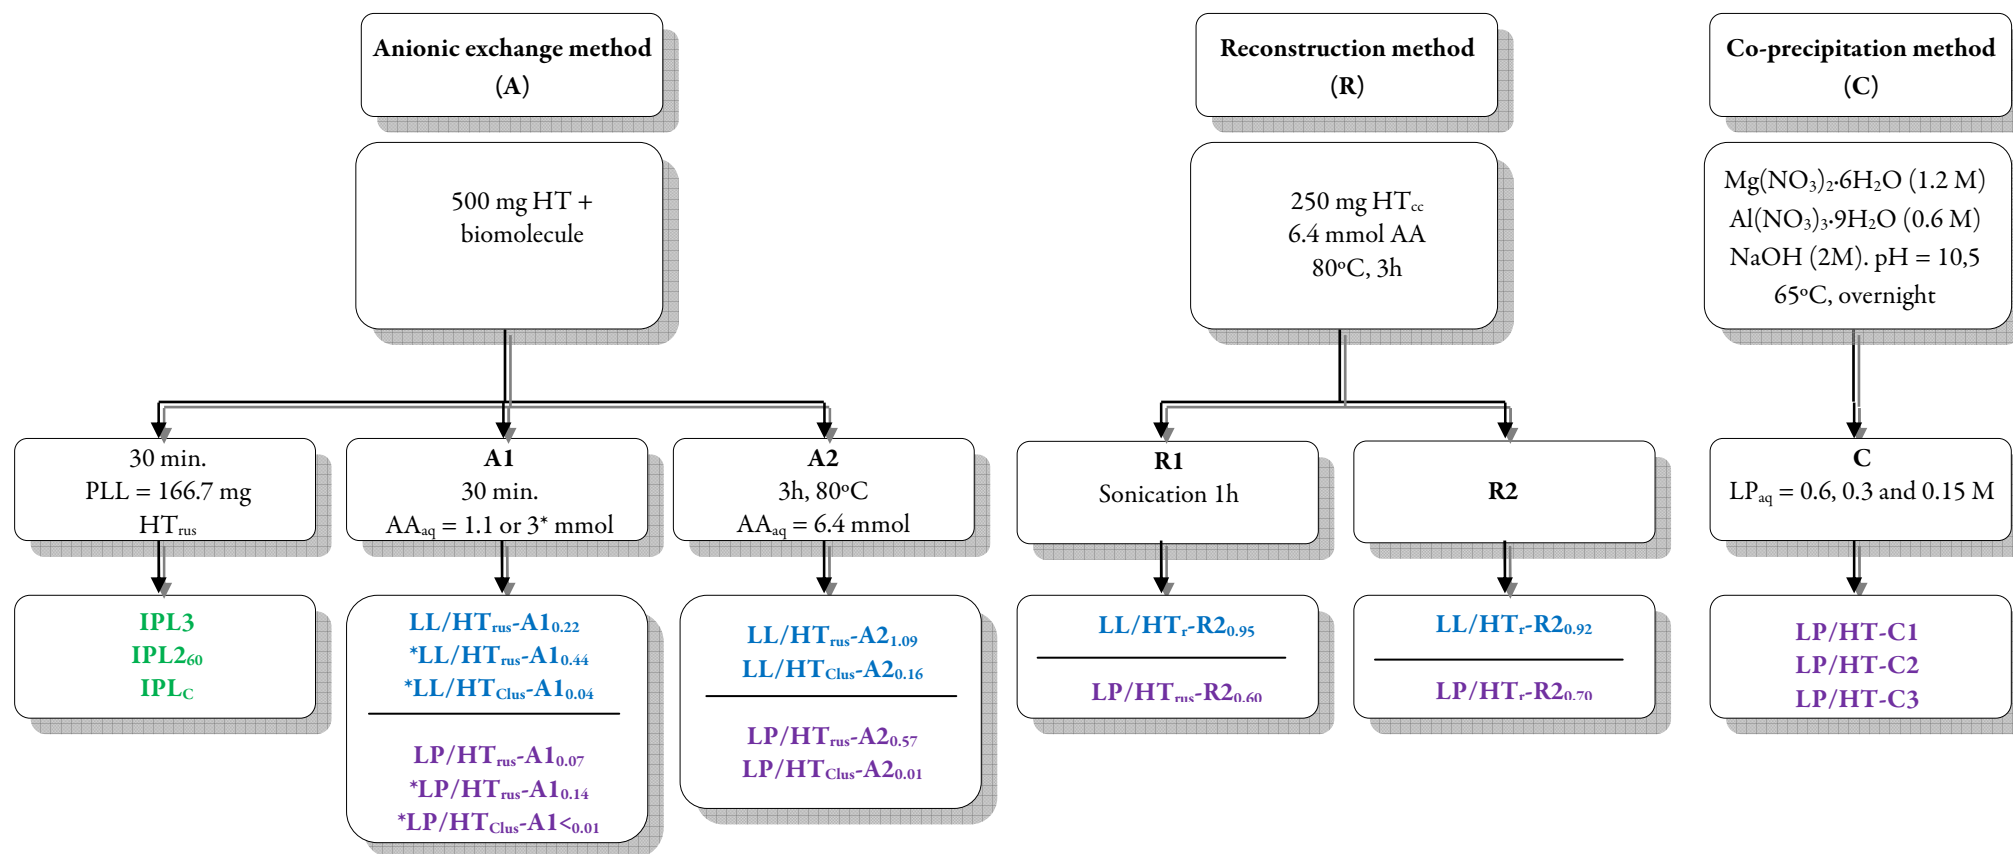 Anionic exchange method
(A)
500 mg HT +
biomolecule
30 min.
PLL = 166.7 mg
HTrus
IPL3
IPL260
IPLC
A1
30 min.
AAaq = 1.1 or 3* mmol
LL/HTrus-A10.22
*LL/HTrus-A10.44
*LL/HTClus-A10.04
LP/HTrus-A10.07
*LP/HTrus-A10.14
*LP/HTClus-A1<0.01
A2
3h, 80ºC
AAaq = 6.4 mmol
LL/HTrus-A21.09
LL/HTClus-A20.16
LP/HTrus-A20.57
LP/HTClus-A20.01
Reconstruction method
(R)
250 mg HTcc
6.4 mmol AA
80ºC, 3h
R1
Sonication 1h
LL/HTr-R20.95
LP/HTrus-R20.60
R2
LL/HTr-R20.92
LP/HTr-R20.70
Co-precipitation method
(C)
Mg(NO3)2·6H2O (1.2 M)
Al(NO3)3·9H2O (0.6 M)
NaOH (2M). pH = 10,5
65ºC, overnight
C
LPaq = 0.6, 0.3 and 0.15 M
LP/HT-C1
LP/HT-C2
LP/HT-C3